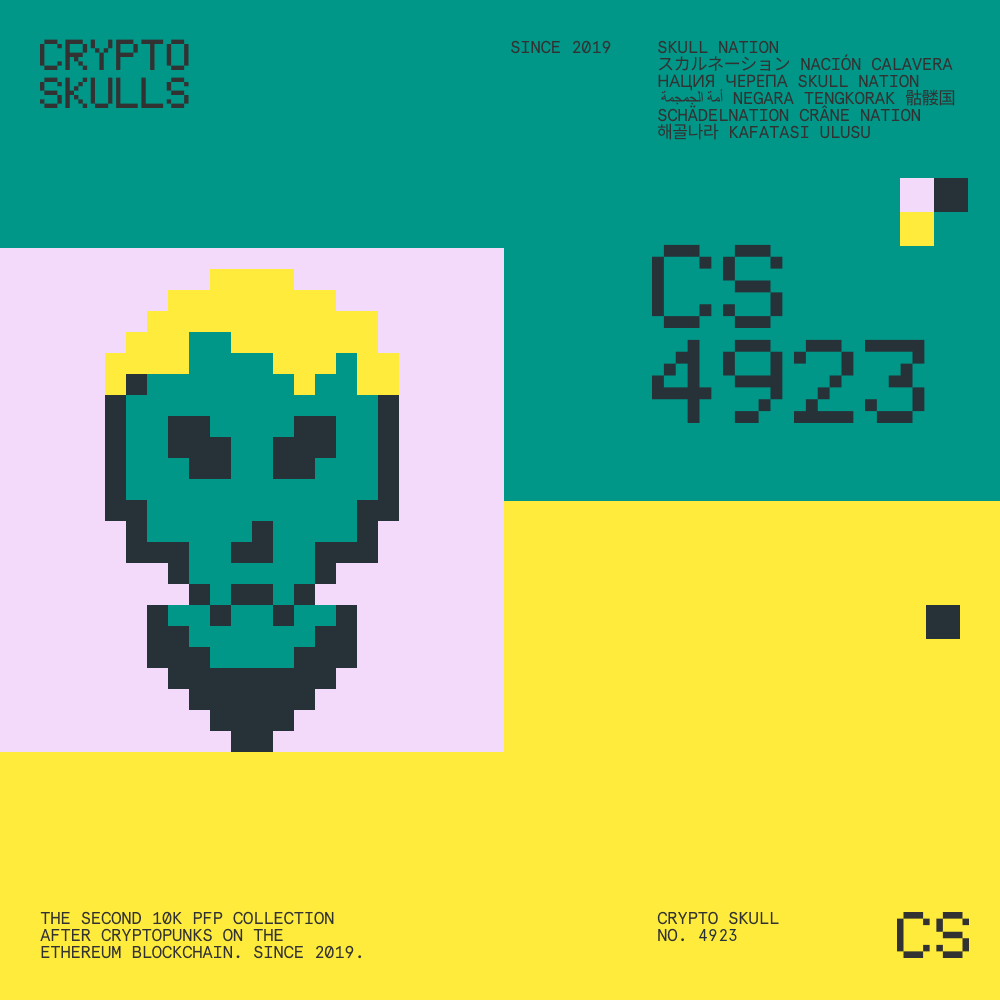 CRYPTO
SKULLS
SINCE 2019
SKULL NATION
スカルネーション NACIÓN CALAVERA
НАЦИЯ ЧЕРЕПА SKULL NATION
أمة الجمجمة NEGARA TENGKORAK 骷髅国
SCHÄDELNATION CRÂNE NATION
해골나라 KAFATASI ULUSU
CS
4923
THE SECOND 10K PFP COLLECTION
AFTER CRYPTOPUNKS ON THE
ETHEREUM BLOCKCHAIN. SINCE 2019.
CRYPTO SKULL
NO. 4923
CS